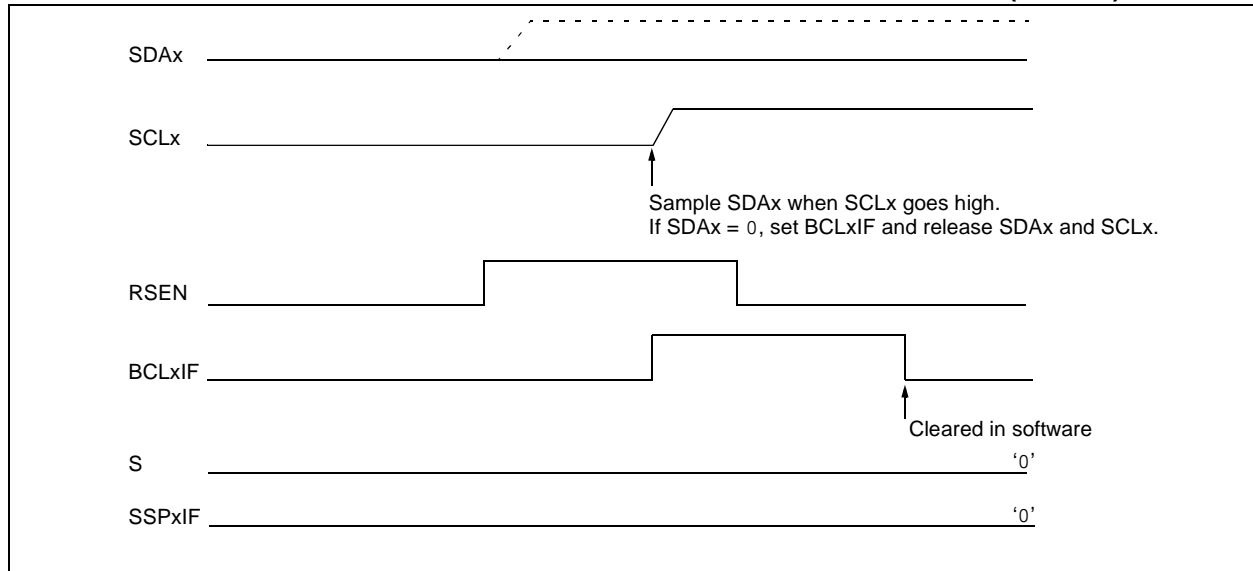 SDAx
SCLx
Sample SDAx when SCLx goes high.
If SDAx = 0, set BCLxIF and release SDAx and SCLx.
RSEN
BCLxIF
Cleared in software
S
‘0’
SSPxIF
‘0’